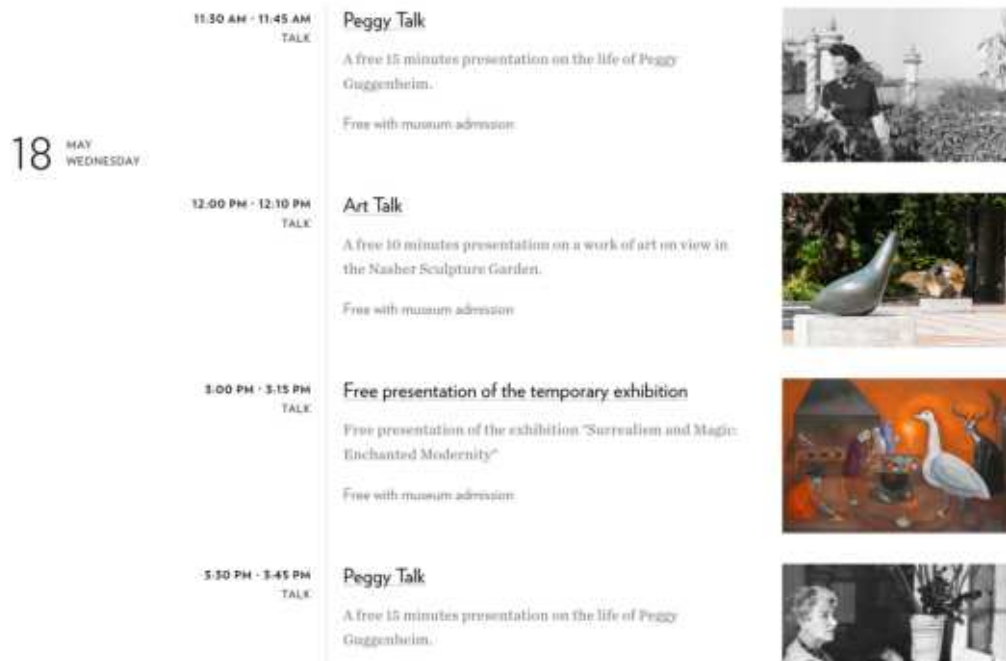 11:30 AM - 11:45 AM
TALK
Peggy Talk
A free 15 minutes presentation on the life of Peggy
Guggenheim.
Free with museum admission
18
MAY
WEDNESDAY
12:00 PM - 12:10 PM
TALK
Art Talk
A free 10 minutes presentation on a work of art on view in
the Nasher Sculpture Garden.
Free with museum admission
3:00 PM - 3:15 PM
TALK
Free presentation of the temporary exhibition
Free presentation of the exhibition "Surrealism and Magic:
Enchanted Modernity"
Free with museum admission
3:30 PM - 3:45 PM
TALK
Peggy Talk
A free 15 minutes presentation on the life of Peggy
Guggenheim.